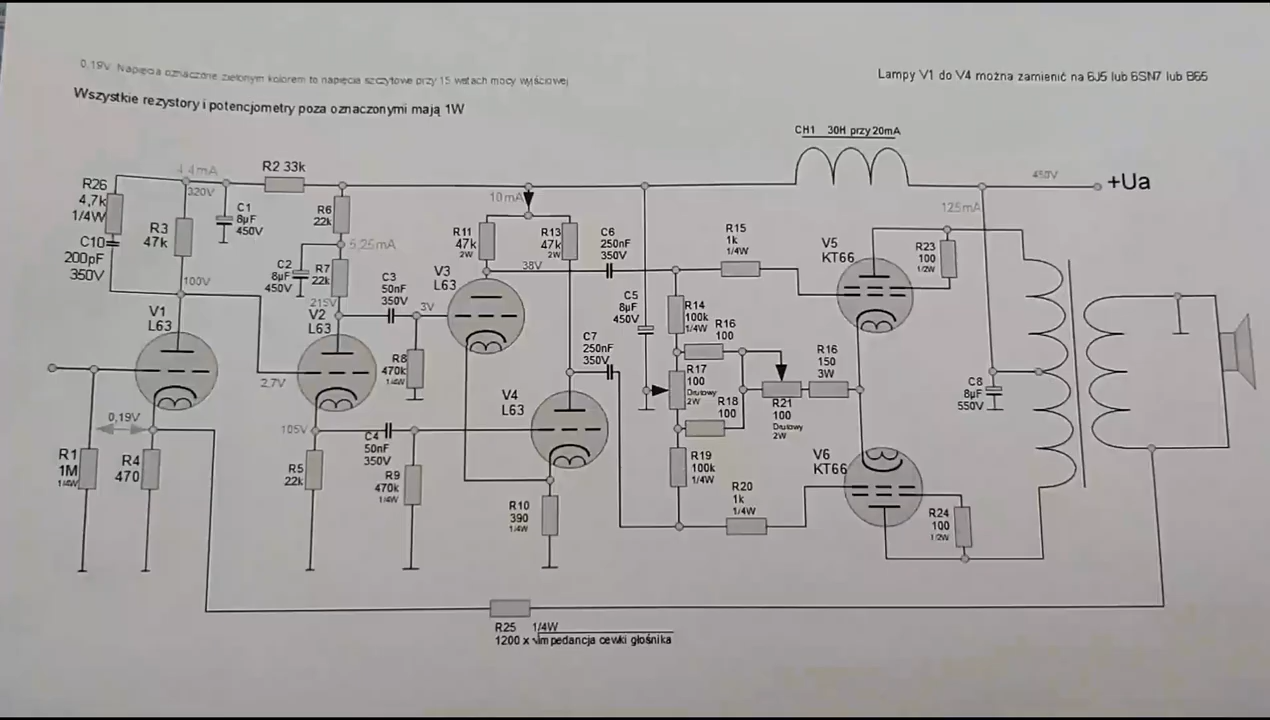 0,19V Napięcia oznaczone zielonym kolorem to napięcia szczytowe przy 15 watach mocy wyjściowej
Lampy V1 do V4 można zamienić na 6J5 lub 6SN7 lub B65
Wszystkie rezystory i potencjometry poza oznaczonymi mają 1W
CH1 30H przy 20mA
4,4mA
R2 33k
450V
+Ua
R26
4,7k
1/4W
320V
10mA
125mA
C1
8µF
450V
R6
22k
R3
47k
R11
47k
2W
R13
47k
2W
C6
250nF
350V
R15
1k
1/4W
V5
KT66
R23
100
1/2W
C10
200pF
350V
5,25mA
C2
8µF
450V
R7
22k
C3
50nF
350V
V3
L63
38V
100V
215V
3V
V1
L63
V2
L63
C5
8µF
450V
R14
100k
1/4W
R16
100
C7
250nF
350V
R8
470k
1/4W
R17
100
Drutowy
2W
R16
150
3W
2,7V
V4
L63
R18
100
R21
100
Drutowy
2W
C8
8µF
550V
0,19V
105V
C4
50nF
350V
R1
1M
1/4W
R4
470
R5
22k
R9
470k
1/4W
R19
100k
1/4W
V6
KT66
R10
390
1/4W
R20
1k
1/4W
R24
100
1/2W
R25 1/4W
1200 x √impedancja cewki głośnika